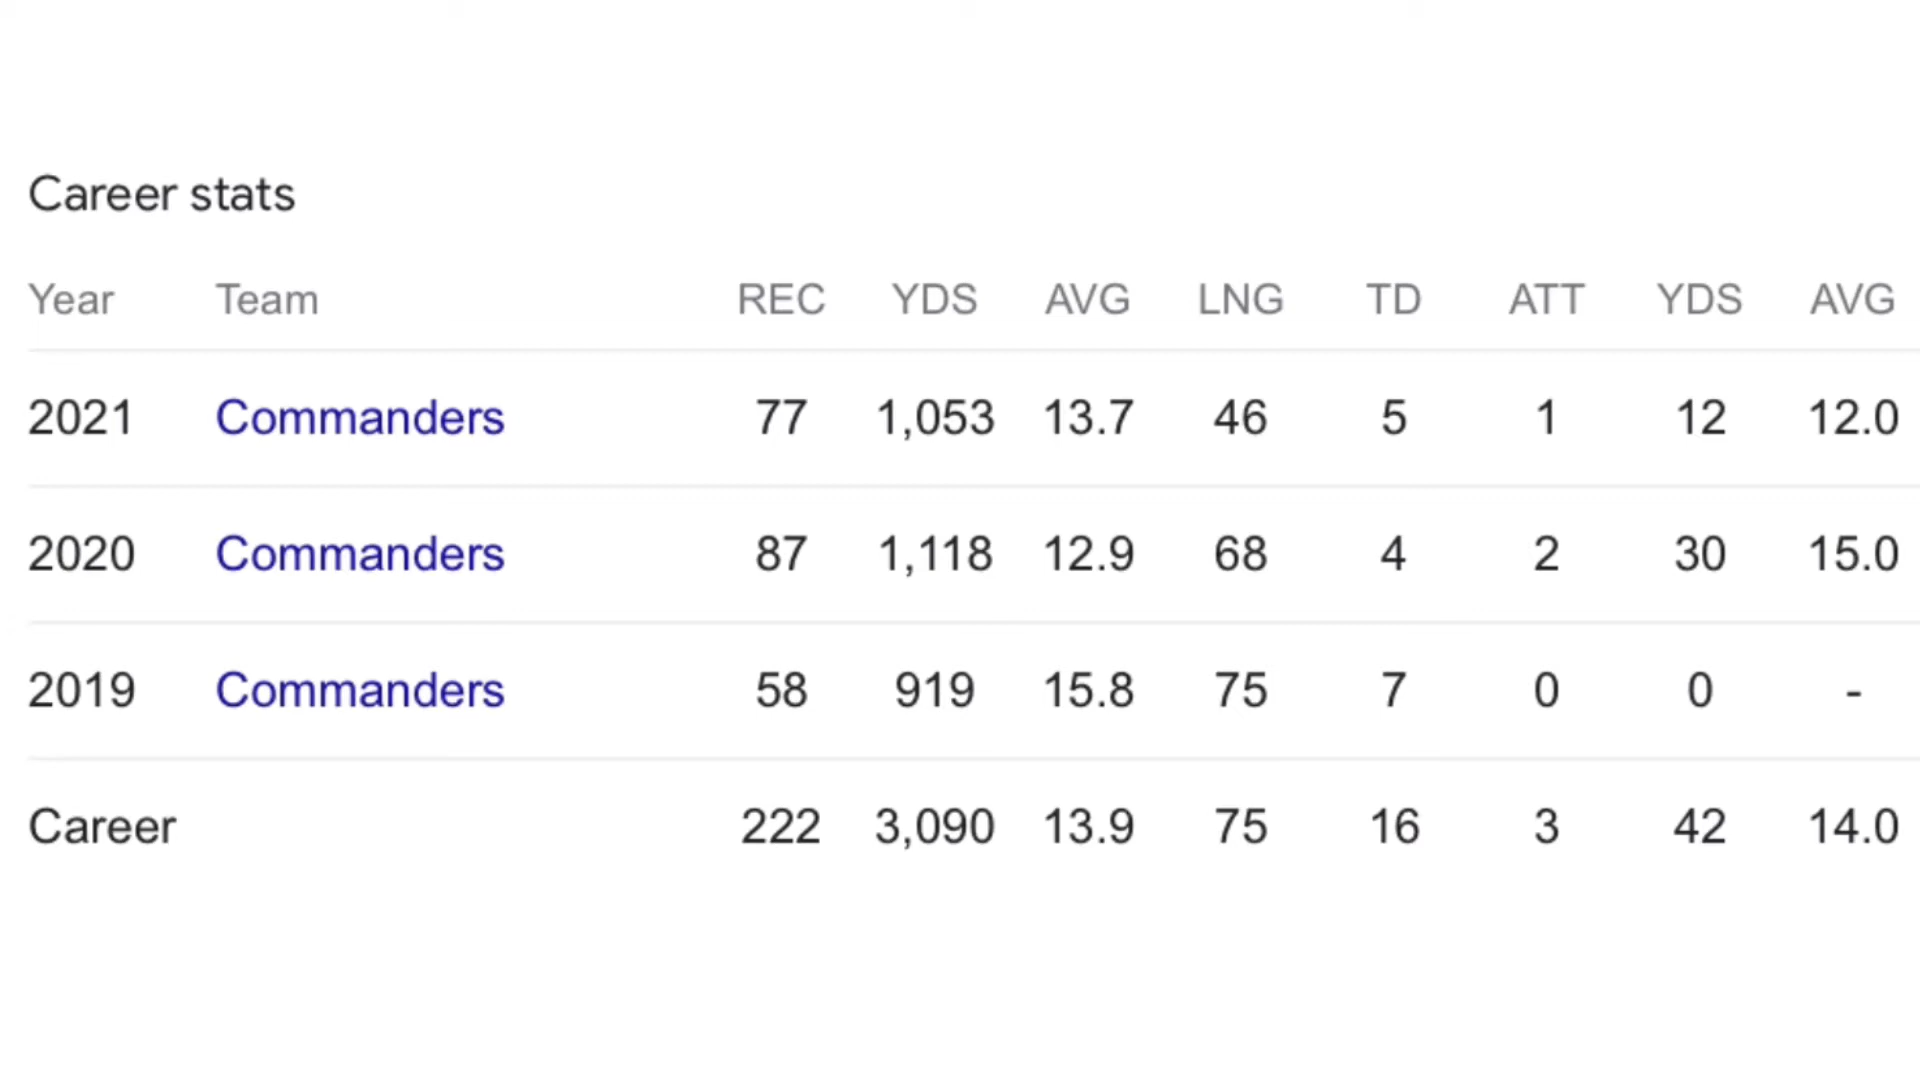 Career stats
Year Team REC YDS AVG LNG TD ATT YDS AVG
2021 Commanders 77 1,053 13.7 46 5 1 12 12.0
2020 Commanders 87 1,118 12.9 68 4 2 30 15.0
2019 Commanders 58 919 15.8 75 7 0 0 -
Career 222 3,090 13.9 75 16 3 42 14.0